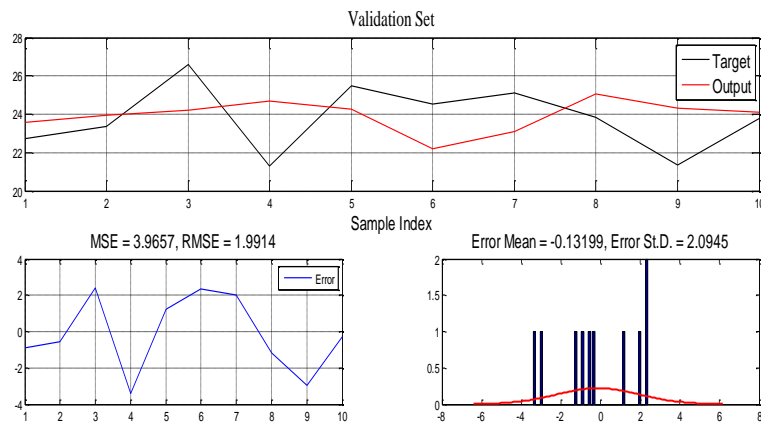 Validation Set
28
26
24
22
20
1 2 3 4 5 6 7 8 9 10
Target
Output
Sample Index
MSE = 3.9657, RMSE = 1.9914
4
2
0
-2
-4
1 2 3 4 5 6 7 8 9 10
Error
Error Mean = -0.13199, Error St.D. = 2.0945
2
1.5
1
0.5
0
-8 -6 -4 -2 0 2 4 6 8